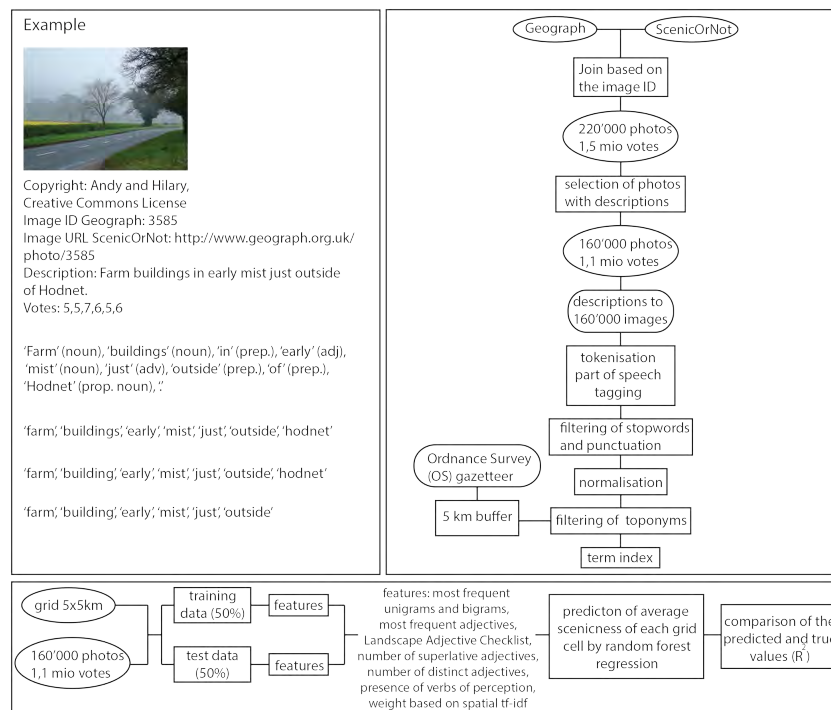 Example
Copyright: Andy and Hilary,
Creative Commons License
Image ID Geograph: 3585
Image URL ScenicOrNot: http://www.geograph.org.uk/
photo/3585
Description: Farm buildings in early mist just outside
of Hodnet.
Votes: 5,5,7,6,5,6
‘Farm’ (noun), ‘buildings’ (noun), ‘in’ (prep.), ‘early’ (adj),
‘mist’ (noun), ‘just’ (adv), ‘outside’ (prep.), ‘of’ (prep.),
‘Hodnet’ (prop. noun), ‘.’
‘farm’, ‘buildings’, ‘early’, ‘mist’, ‘just’, ‘outside’, ‘hodnet’
‘farm’, ‘building’, ‘early’, ‘mist’, ‘just’, ‘outside’, ‘hodnet’
‘farm’, ‘building’, ‘early’, ‘mist’, ‘just’, ‘outside‘
Geograph
ScenicOrNot
Join based on
the image ID
220'000 photos
1,5 mio votes
selection of photos
with descriptions
160'000 photos
1,1 mio votes
descriptions to
160'000 images
tokenisation
part of speech
tagging
filtering of stopwords
and punctuation
Ordnance Survey
(OS) gazetteer
normalisation
5 km buffer
filtering of toponyms
term index
grid 5x5km
160'000 photos
1,1 mio votes
training
data (50%)
features
test data
(50%)
features
features: most frequent
unigrams and bigrams,
most frequent adjectives,
Landscape Adjective Checklist,
number of superlative adjectives,
number of distinct adjectives,
presence of verbs of perception,
weight based on spatial tf-idf
predicton of average
scenicness of each grid
cell by random forest
regression
comparison of the
predicted and true
values (R²)